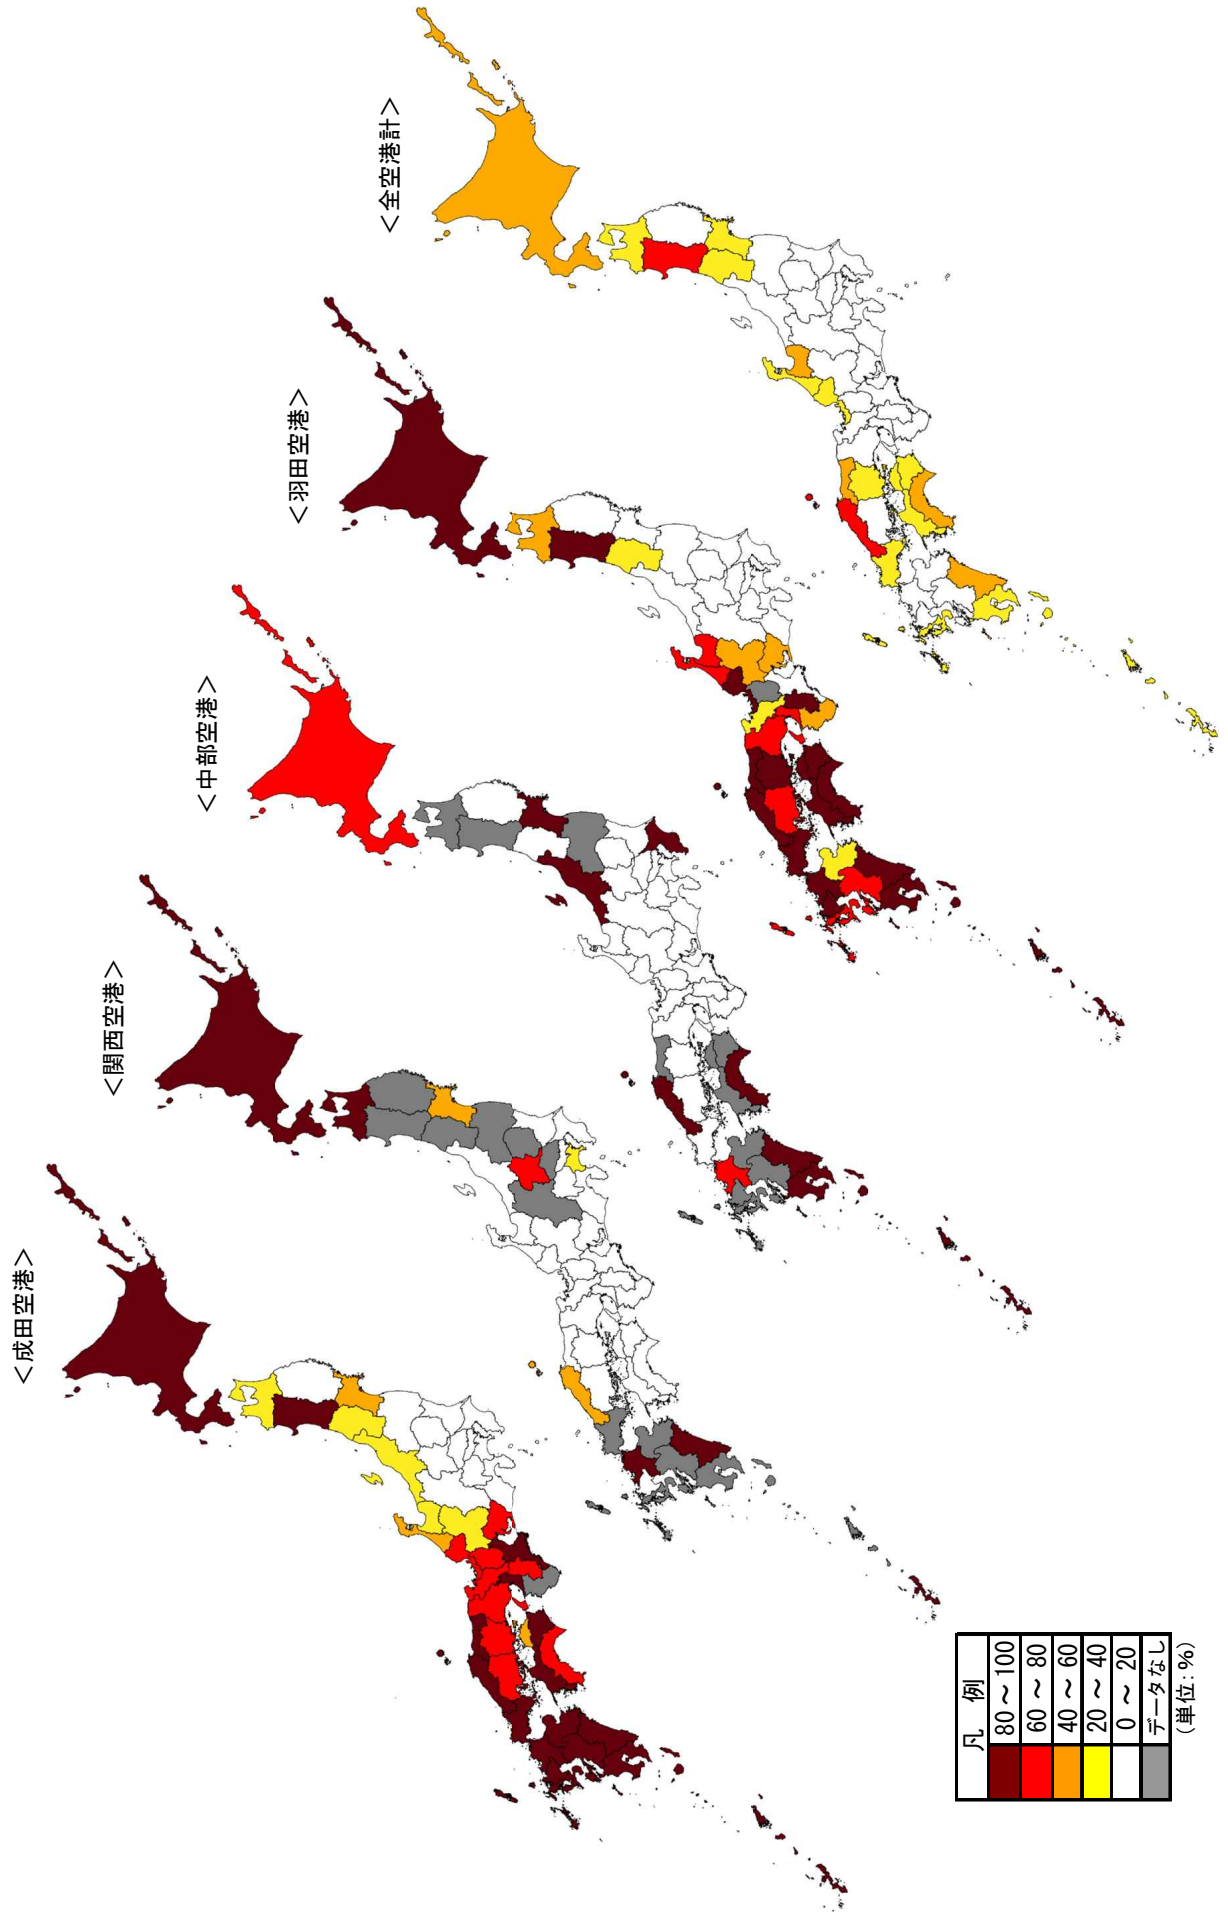 <成田空港>
<関西空港>
<中部空港>
<羽田空港>
<全空港計>
凡 例
80 ~ 100
60 ~ 80
40 ~ 60
20 ~ 40
0 ~ 20
データなし
(単位: %)